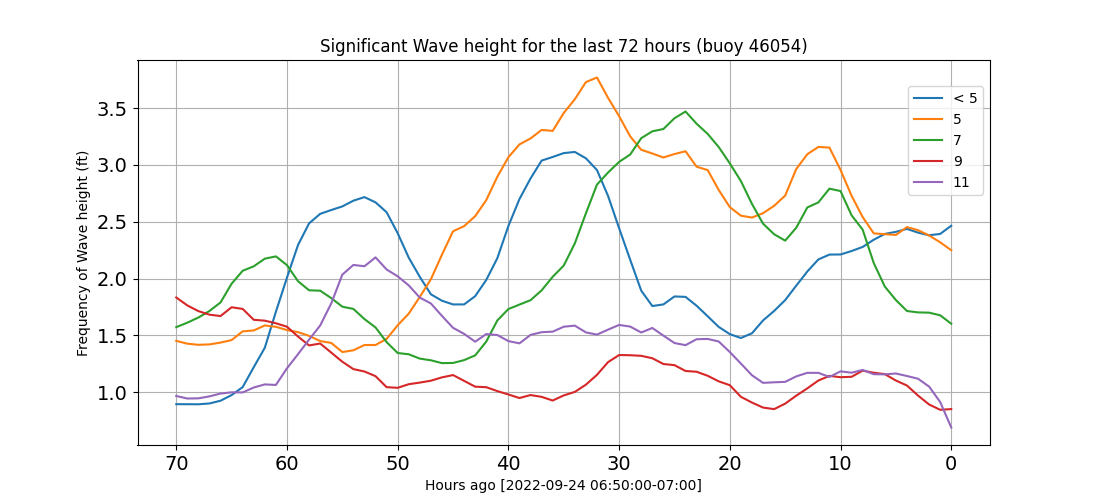 Significant Wave height for the last 72 hours (buoy 46054)
Frequency of Wave height (ft)
3.5
3.0
2.5
2.0
1.5
1.0
< 5
5
7
9
11
70 60 50 40 30 20 10 0
Hours ago [2022-09-24 06:50:00-07:00]